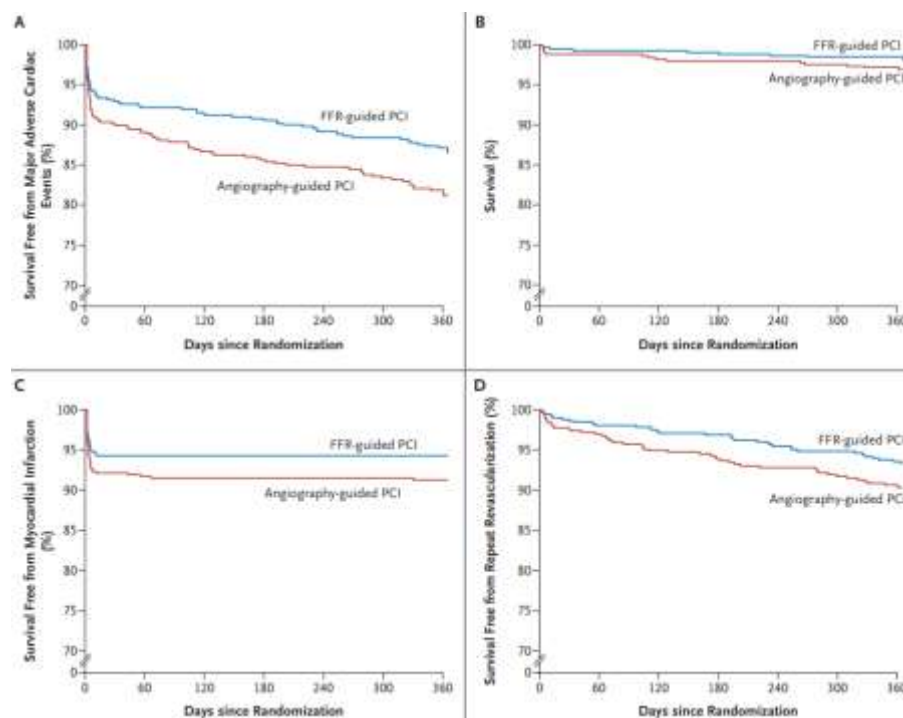 A
100
95
90
85
80
75
70
0
Survival Free from Major Adverse Cardiac
Events (%)
FFR-guided PCI
Angiography-guided PCI
0 60 120 180 240 300 360
Days since Randomization
B
100
95
90
85
80
75
70
0
Survival (%)
FFR-guided PCI
Angiography-guided PCI
0 60 120 180 240 300 360
Days since Randomization
C
100
95
90
85
80
75
70
0
Survival Free from Myocardial Infarction
(%)
FFR-guided PCI
Angiography-guided PCI
0 60 120 180 240 300 360
Days since Randomization
D
100
95
90
85
80
75
70
0
Survival Free from Repeat Revascularization (%)
FFR-guided PCI
Angiography-guided PCI
0 60 120 180 240 300 360
Days since Randomization